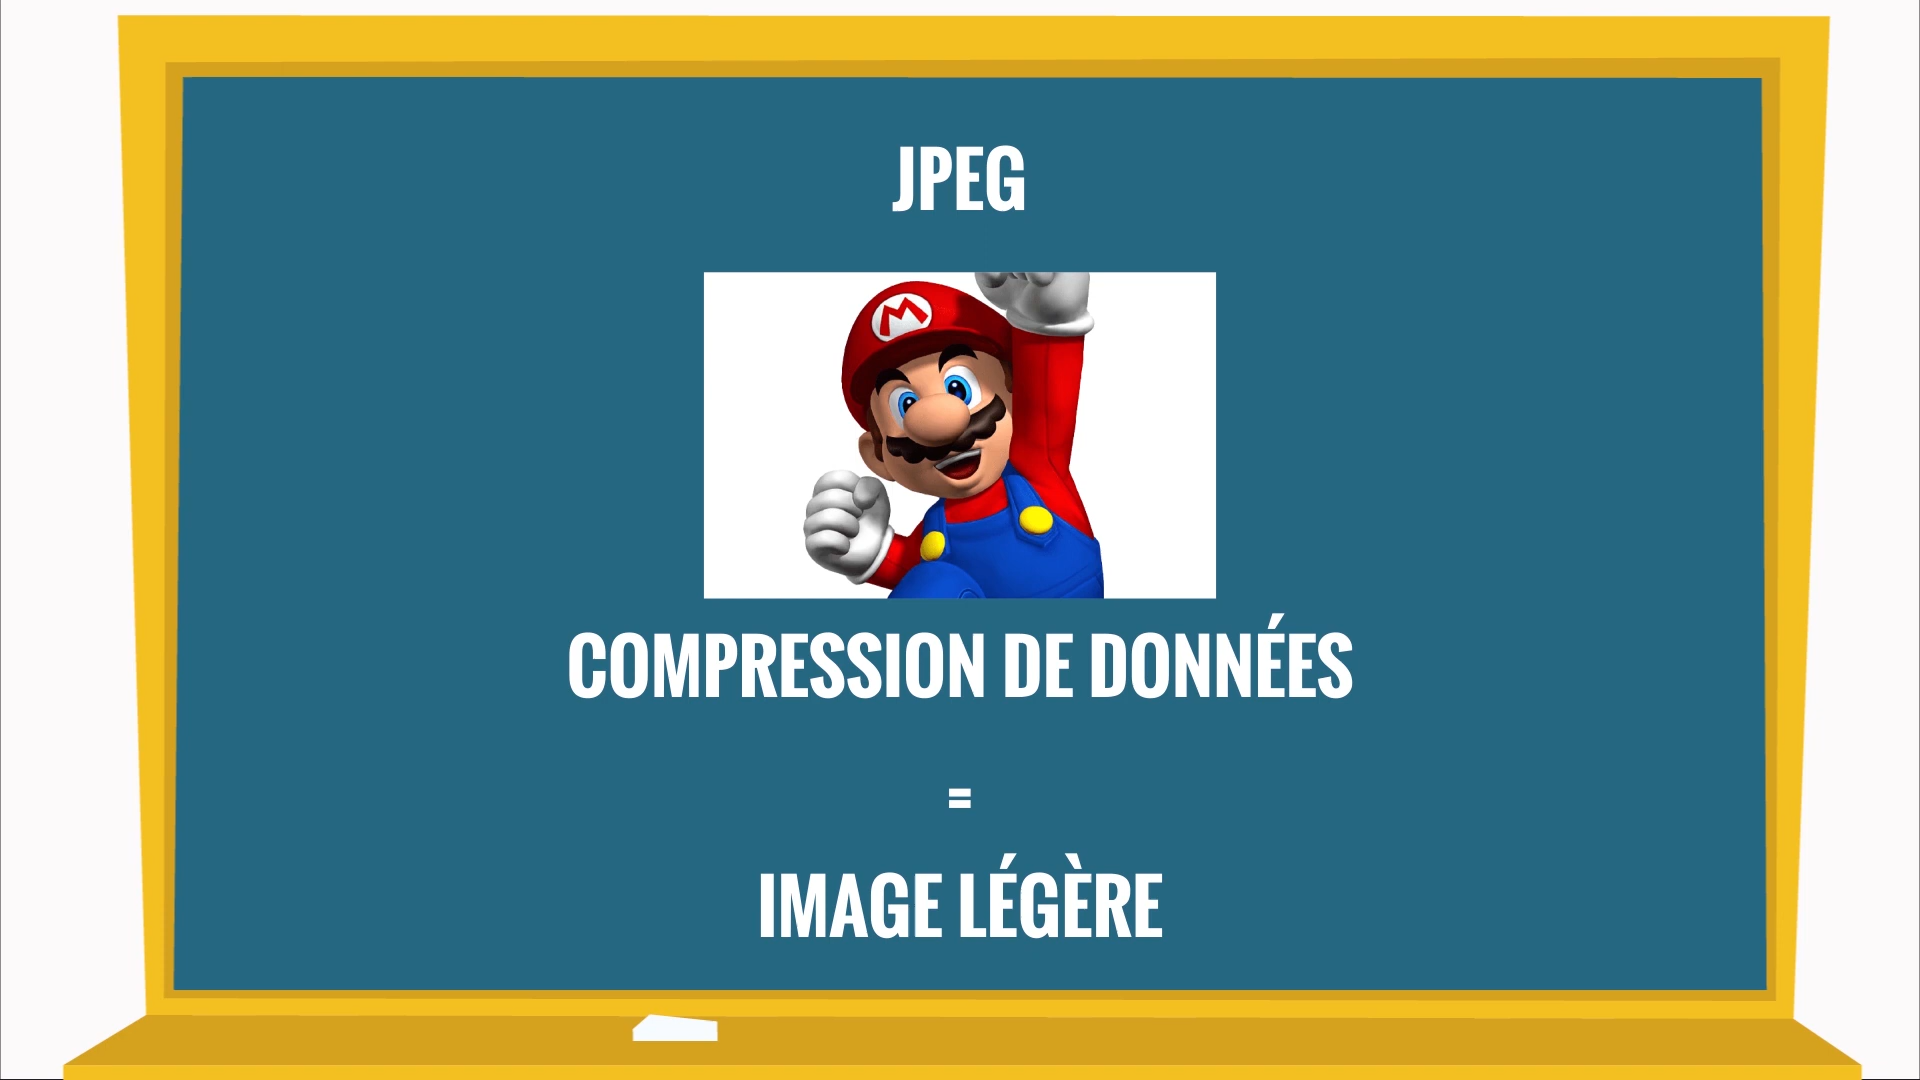 JPEG
M
COMPRESSION DE DONNÉES
=
IMAGE LÉGÈRE